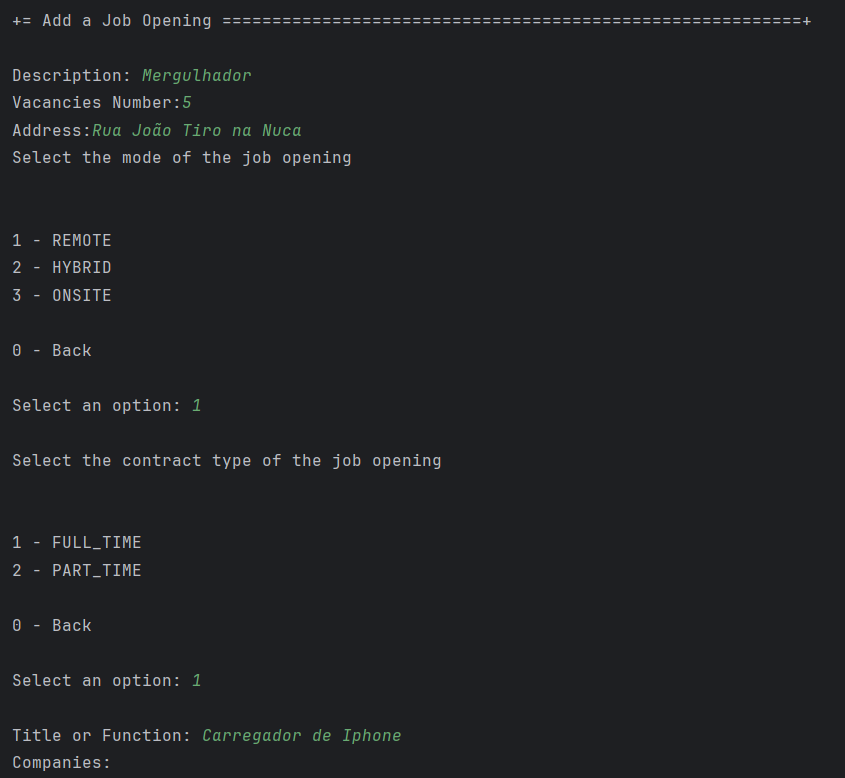 += Add a Job Opening ==========================================================+
Description: Mergulhador
Vacancies Number:5
Address:Rua João Tiro na Nuca
Select the mode of the job opening
1 - REMOTE
2 - HYBRID
3 - ONSITE
0 - Back
Select an option: 1
Select the contract type of the job opening
1 - FULL_TIME
2 - PART_TIME
0 - Back
Select an option: 1
Title or Function: Carregador de Iphone
Companies: